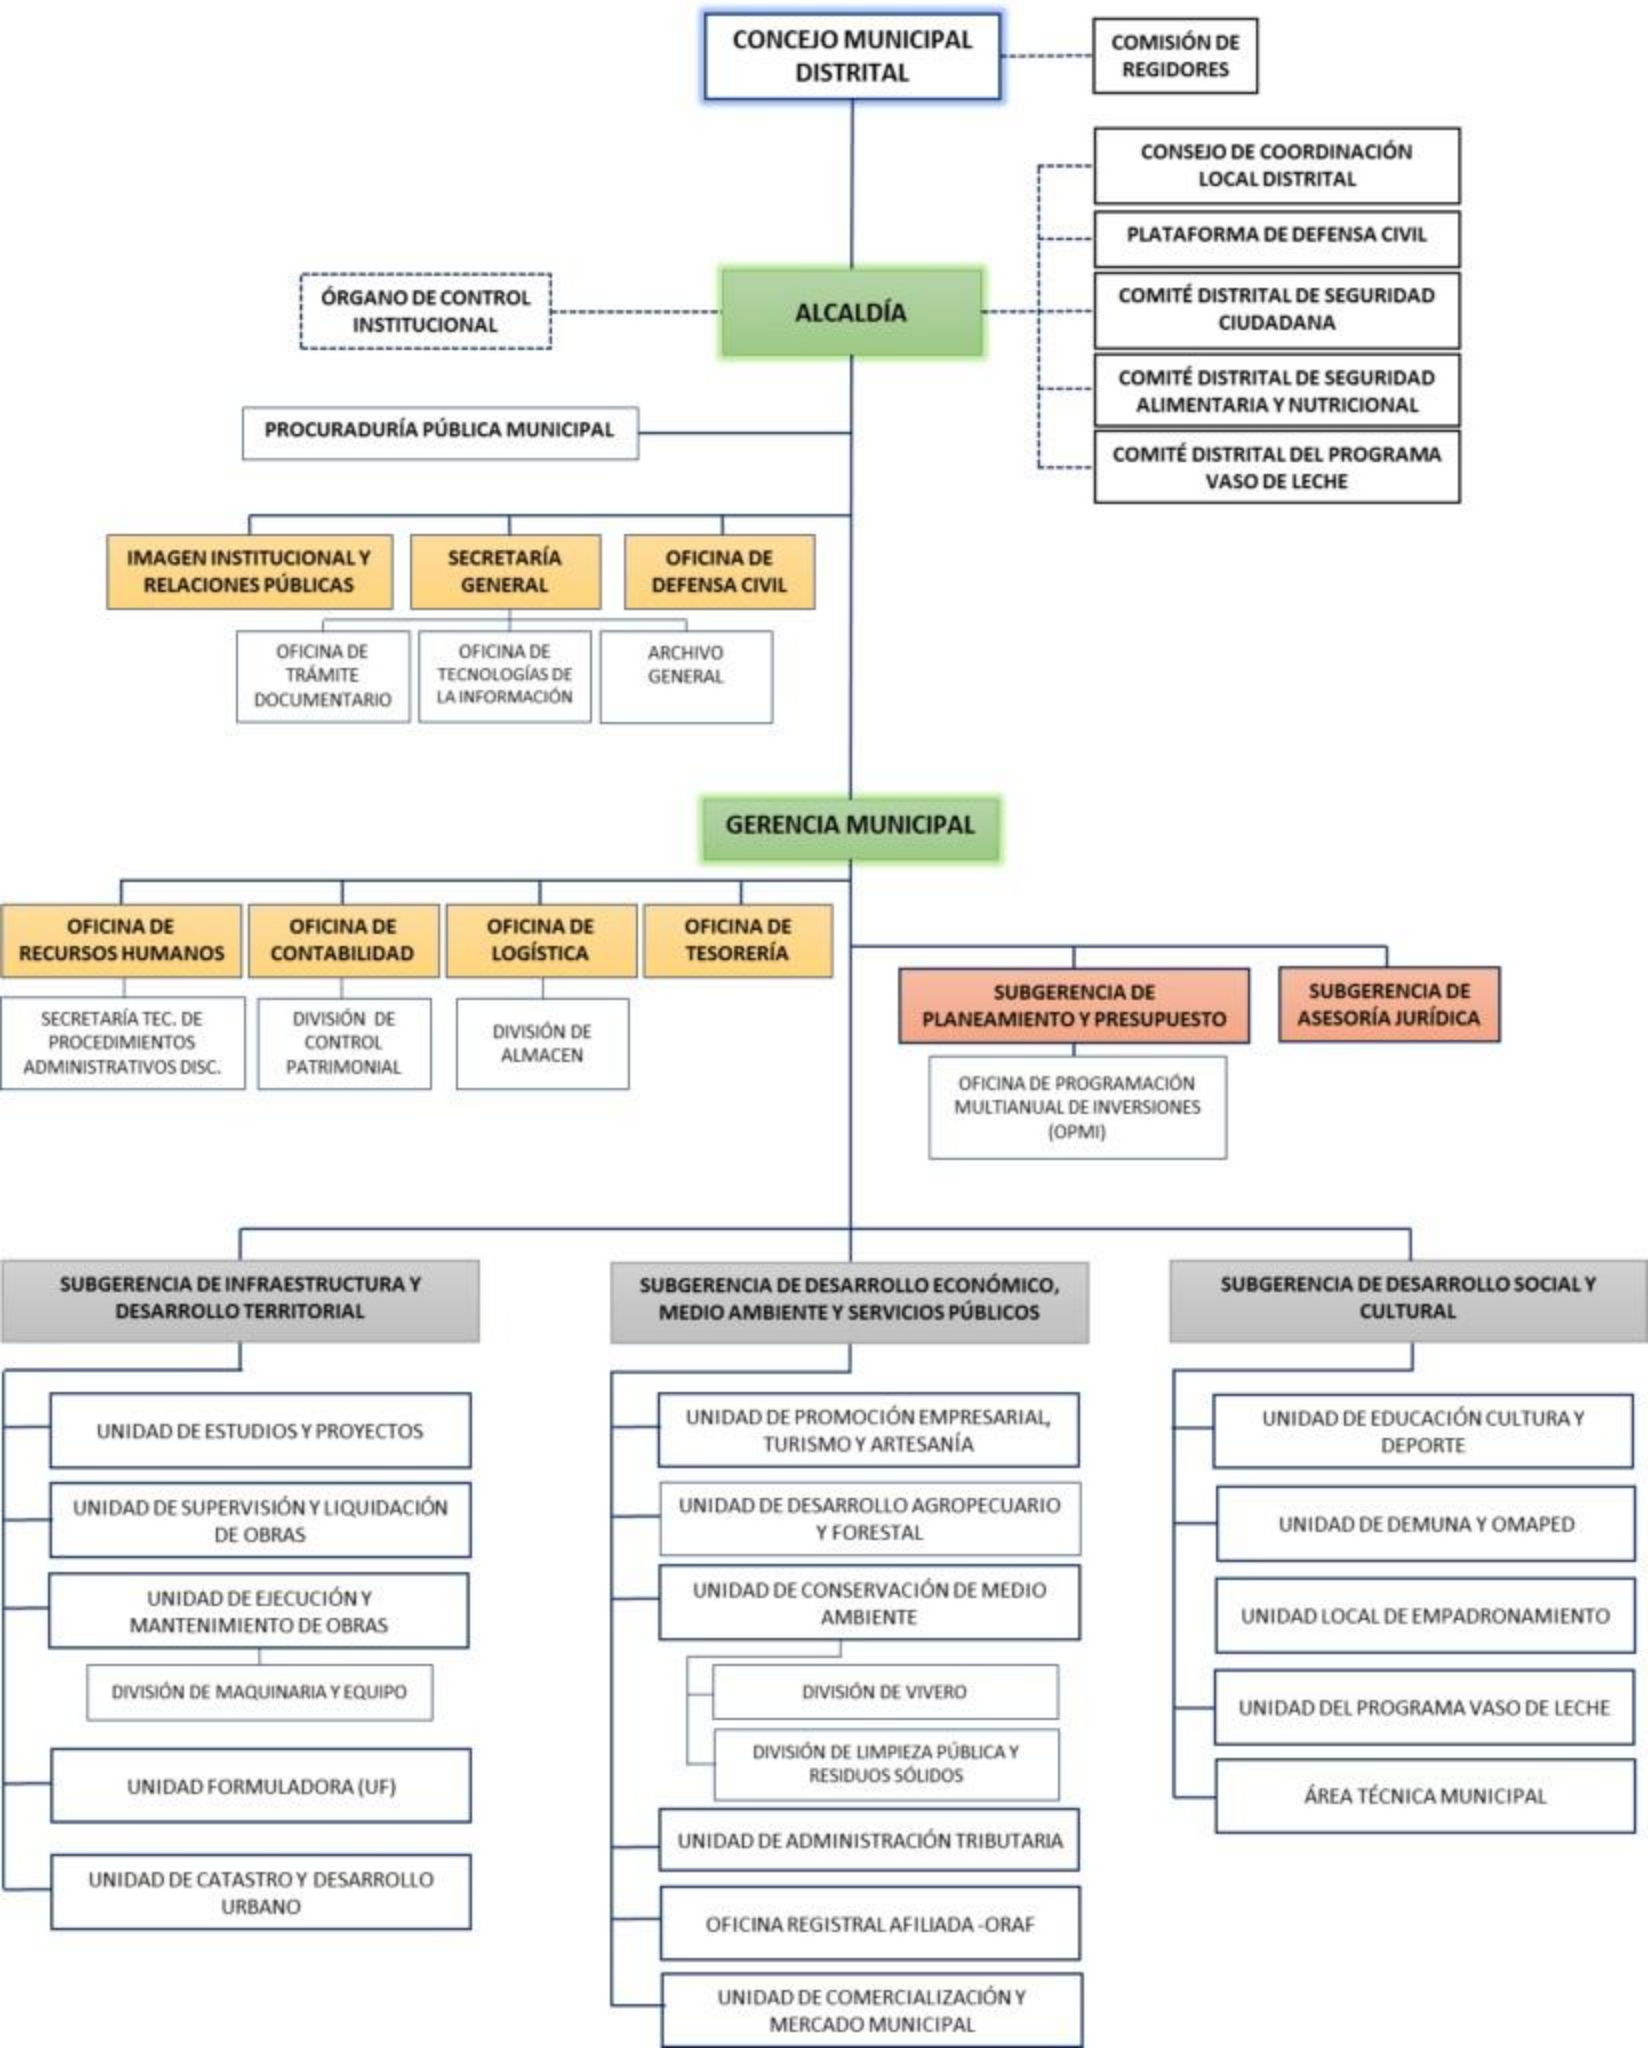 CONCEJO MUNICIPAL
DISTRITAL
COMISIÓN DE
REGIDORES
CONSEJO DE COORDINACIÓN
LOCAL DISTRITAL
PLATAFORMA DE DEFENSA CIVIL
COMITÉ DISTRITAL DE SEGURIDAD
CIUDADANA
COMITÉ DISTRITAL DE SEGURIDAD
ALIMENTARIA Y NUTRICIONAL
COMITÉ DISTRITAL DEL PROGRAMA
VASO DE LECHE
ÓRGANO DE CONTROL
INSTITUCIONAL
ALCALDÍA
PROCURADURÍA PÚBLICA MUNICIPAL
IMAGEN INSTITUCIONAL Y
RELACIONES PÚBLICAS
SECRETARÍA
GENERAL
OFICINA DE
DEFENSA CIVIL
OFICINA DE
TRÁMITE
DOCUMENTARIO
OFICINA DE
TECNOLOGÍAS DE
LA INFORMACIÓN
ARCHIVO
GENERAL
GERENCIA MUNICIPAL
OFICINA DE
RECURSOS HUMANOS
OFICINA DE
CONTABILIDAD
OFICINA DE
LOGÍSTICA
OFICINA DE
TESORERÍA
SECRETARÍA TEC. DE
PROCEDIMIENTOS
ADMINISTRATIVOS DISC.
DIVISIÓN DE
CONTROL
PATRIMONIAL
DIVISIÓN DE
ALMACEN
SUBGERENCIA DE
PLANEAMIENTO Y PRESUPUESTO
SUBGERENCIA DE
ASESORÍA JURÍDICA
OFICINA DE PROGRAMACIÓN
MULTIANUAL DE INVERSIONES
(OPMI)
SUBGERENCIA DE INFRAESTRUCTURA Y
DESARROLLO TERRITORIAL
UNIDAD DE ESTUDIOS Y PROYECTOS
UNIDAD DE SUPERVISIÓN Y LIQUIDACIÓN
DE OBRAS
UNIDAD DE EJECUCIÓN Y
MANTENIMIENTO DE OBRAS
DIVISIÓN DE MAQUINARIA Y EQUIPO
UNIDAD FORMULADORA (UF)
UNIDAD DE CATASTRO Y DESARROLLO
URBANO
SUBGERENCIA DE DESARROLLO ECONÓMICO,
MEDIO AMBIENTE Y SERVICIOS PÚBLICOS
UNIDAD DE PROMOCIÓN EMPRESARIAL,
TURISMO Y ARTESANÍA
UNIDAD DE DESARROLLO AGROPECUARIO
Y FORESTAL
UNIDAD DE CONSERVACIÓN DE MEDIO
AMBIENTE
DIVISIÓN DE VIVERO
DIVISIÓN DE LIMPIEZA PÚBLICA Y
RESIDUOS SÓLIDOS
UNIDAD DE ADMINISTRACIÓN TRIBUTARIA
OFICINA REGISTRAL AFILIADA -ORAF
UNIDAD DE COMERCIALIZACIÓN Y
MERCADO MUNICIPAL
SUBGERENCIA DE DESARROLLO SOCIAL Y
CULTURAL
UNIDAD DE EDUCACIÓN CULTURA Y
DEPORTE
UNIDAD DE DEMUNA Y OMAPED
UNIDAD LOCAL DE EMPADRONAMIENTO
UNIDAD DEL PROGRAMA VASO DE LECHE
ÁREA TÉCNICA MUNICIPAL